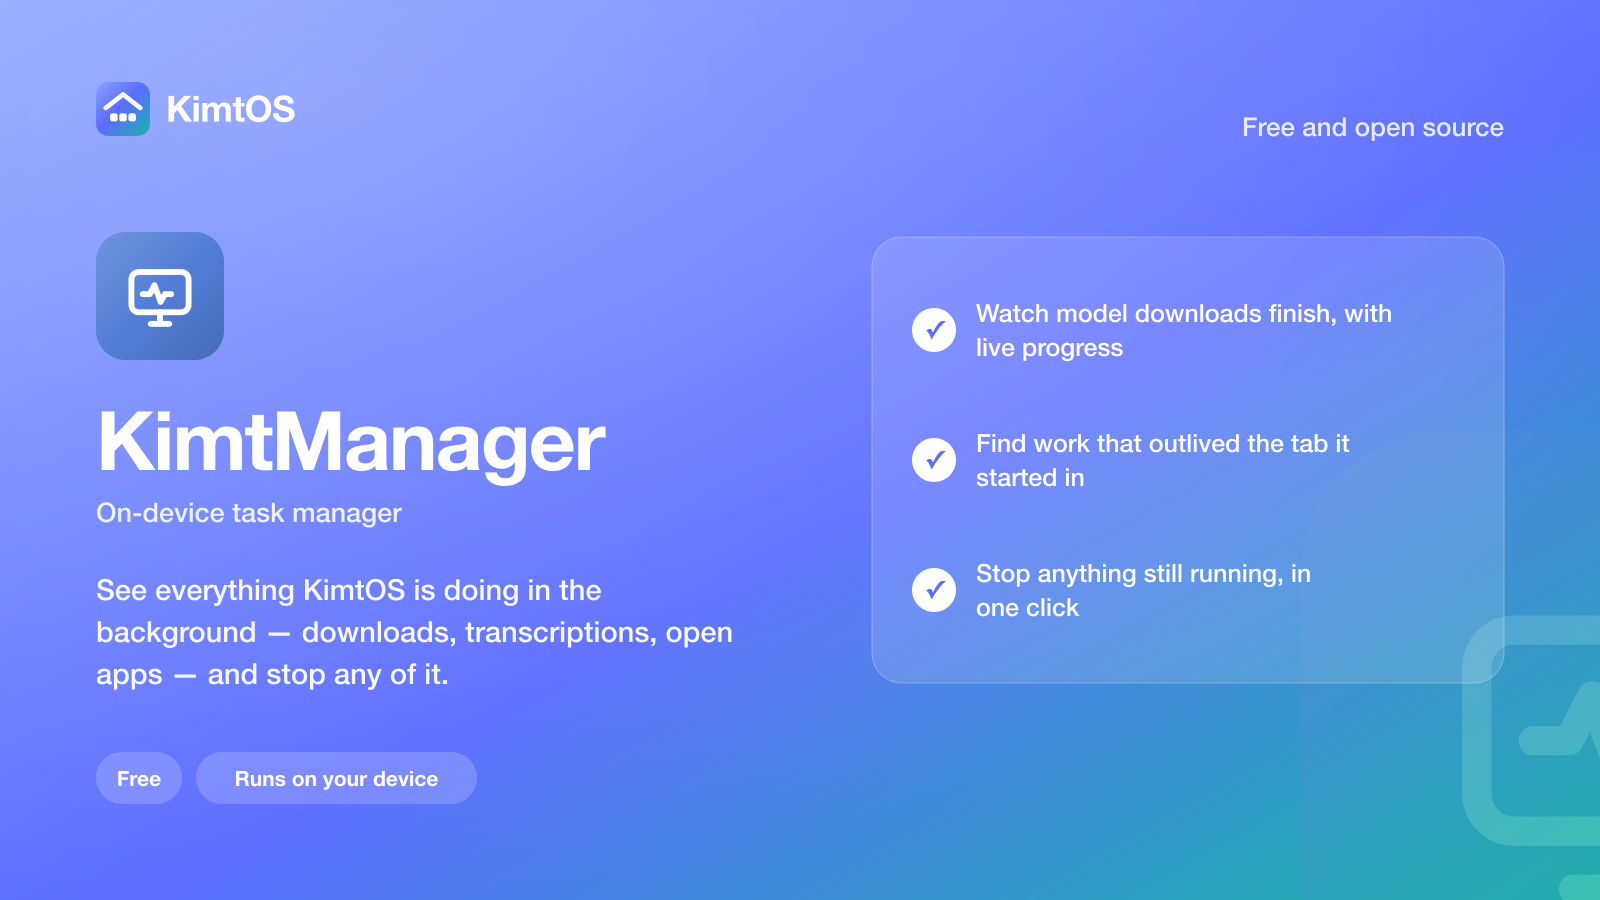 KimtOS
Free and open source
KimtManager
On-device task manager
See everything KimtOS is doing in the
background — downloads, transcriptions, open
apps — and stop any of it.
Free
Runs on your device
Watch model downloads finish, with
live progress
Find work that outlived the tab it
started in
Stop anything still running, in
one click